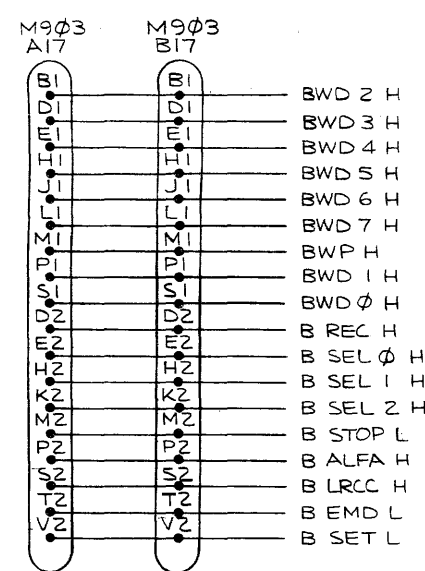 M9Ø3 M9Ø3
A17 B17
B1 B1 BWD 2 H
D1 D1 BWD 3 H
E1 E1 BWD 4 H
H1 H1 BWD 5 H
J1 J1 BWD 6 H
L1 L1 BWD 7 H
M1 M1 BWP H
P1 P1 BWD 1 H
S1 S1 BWD Ø H
D2 D2 B REC H
E2 E2 B SEL Ø H
H2 H2 B SEL 1 H
K2 K2 B SEL 2 H
M2 M2 B STOP L
P2 P2 B ALFA H
S2 S2 B LRCC H
T2 T2 B EMD L
V2 V2 B SET L